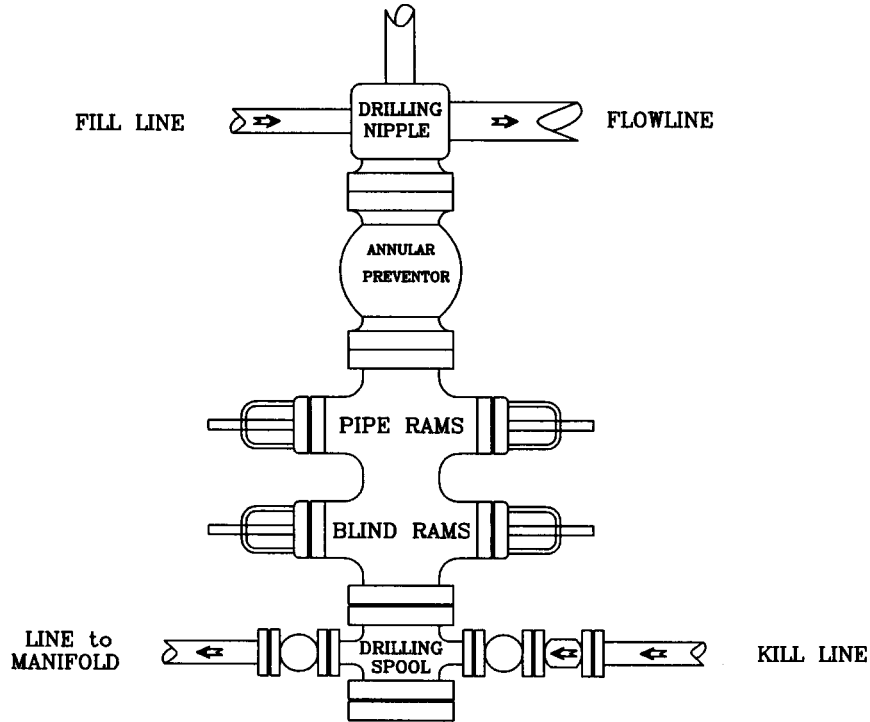 DRILLING
NIPPLE
FILL LINE
FLOWLINE
ANNULAR
PREVENTOR
PIPE RAMS
BLIND RAMS
LINE to
MANIFOLD
DRILLING
SPOOL
KILL LINE